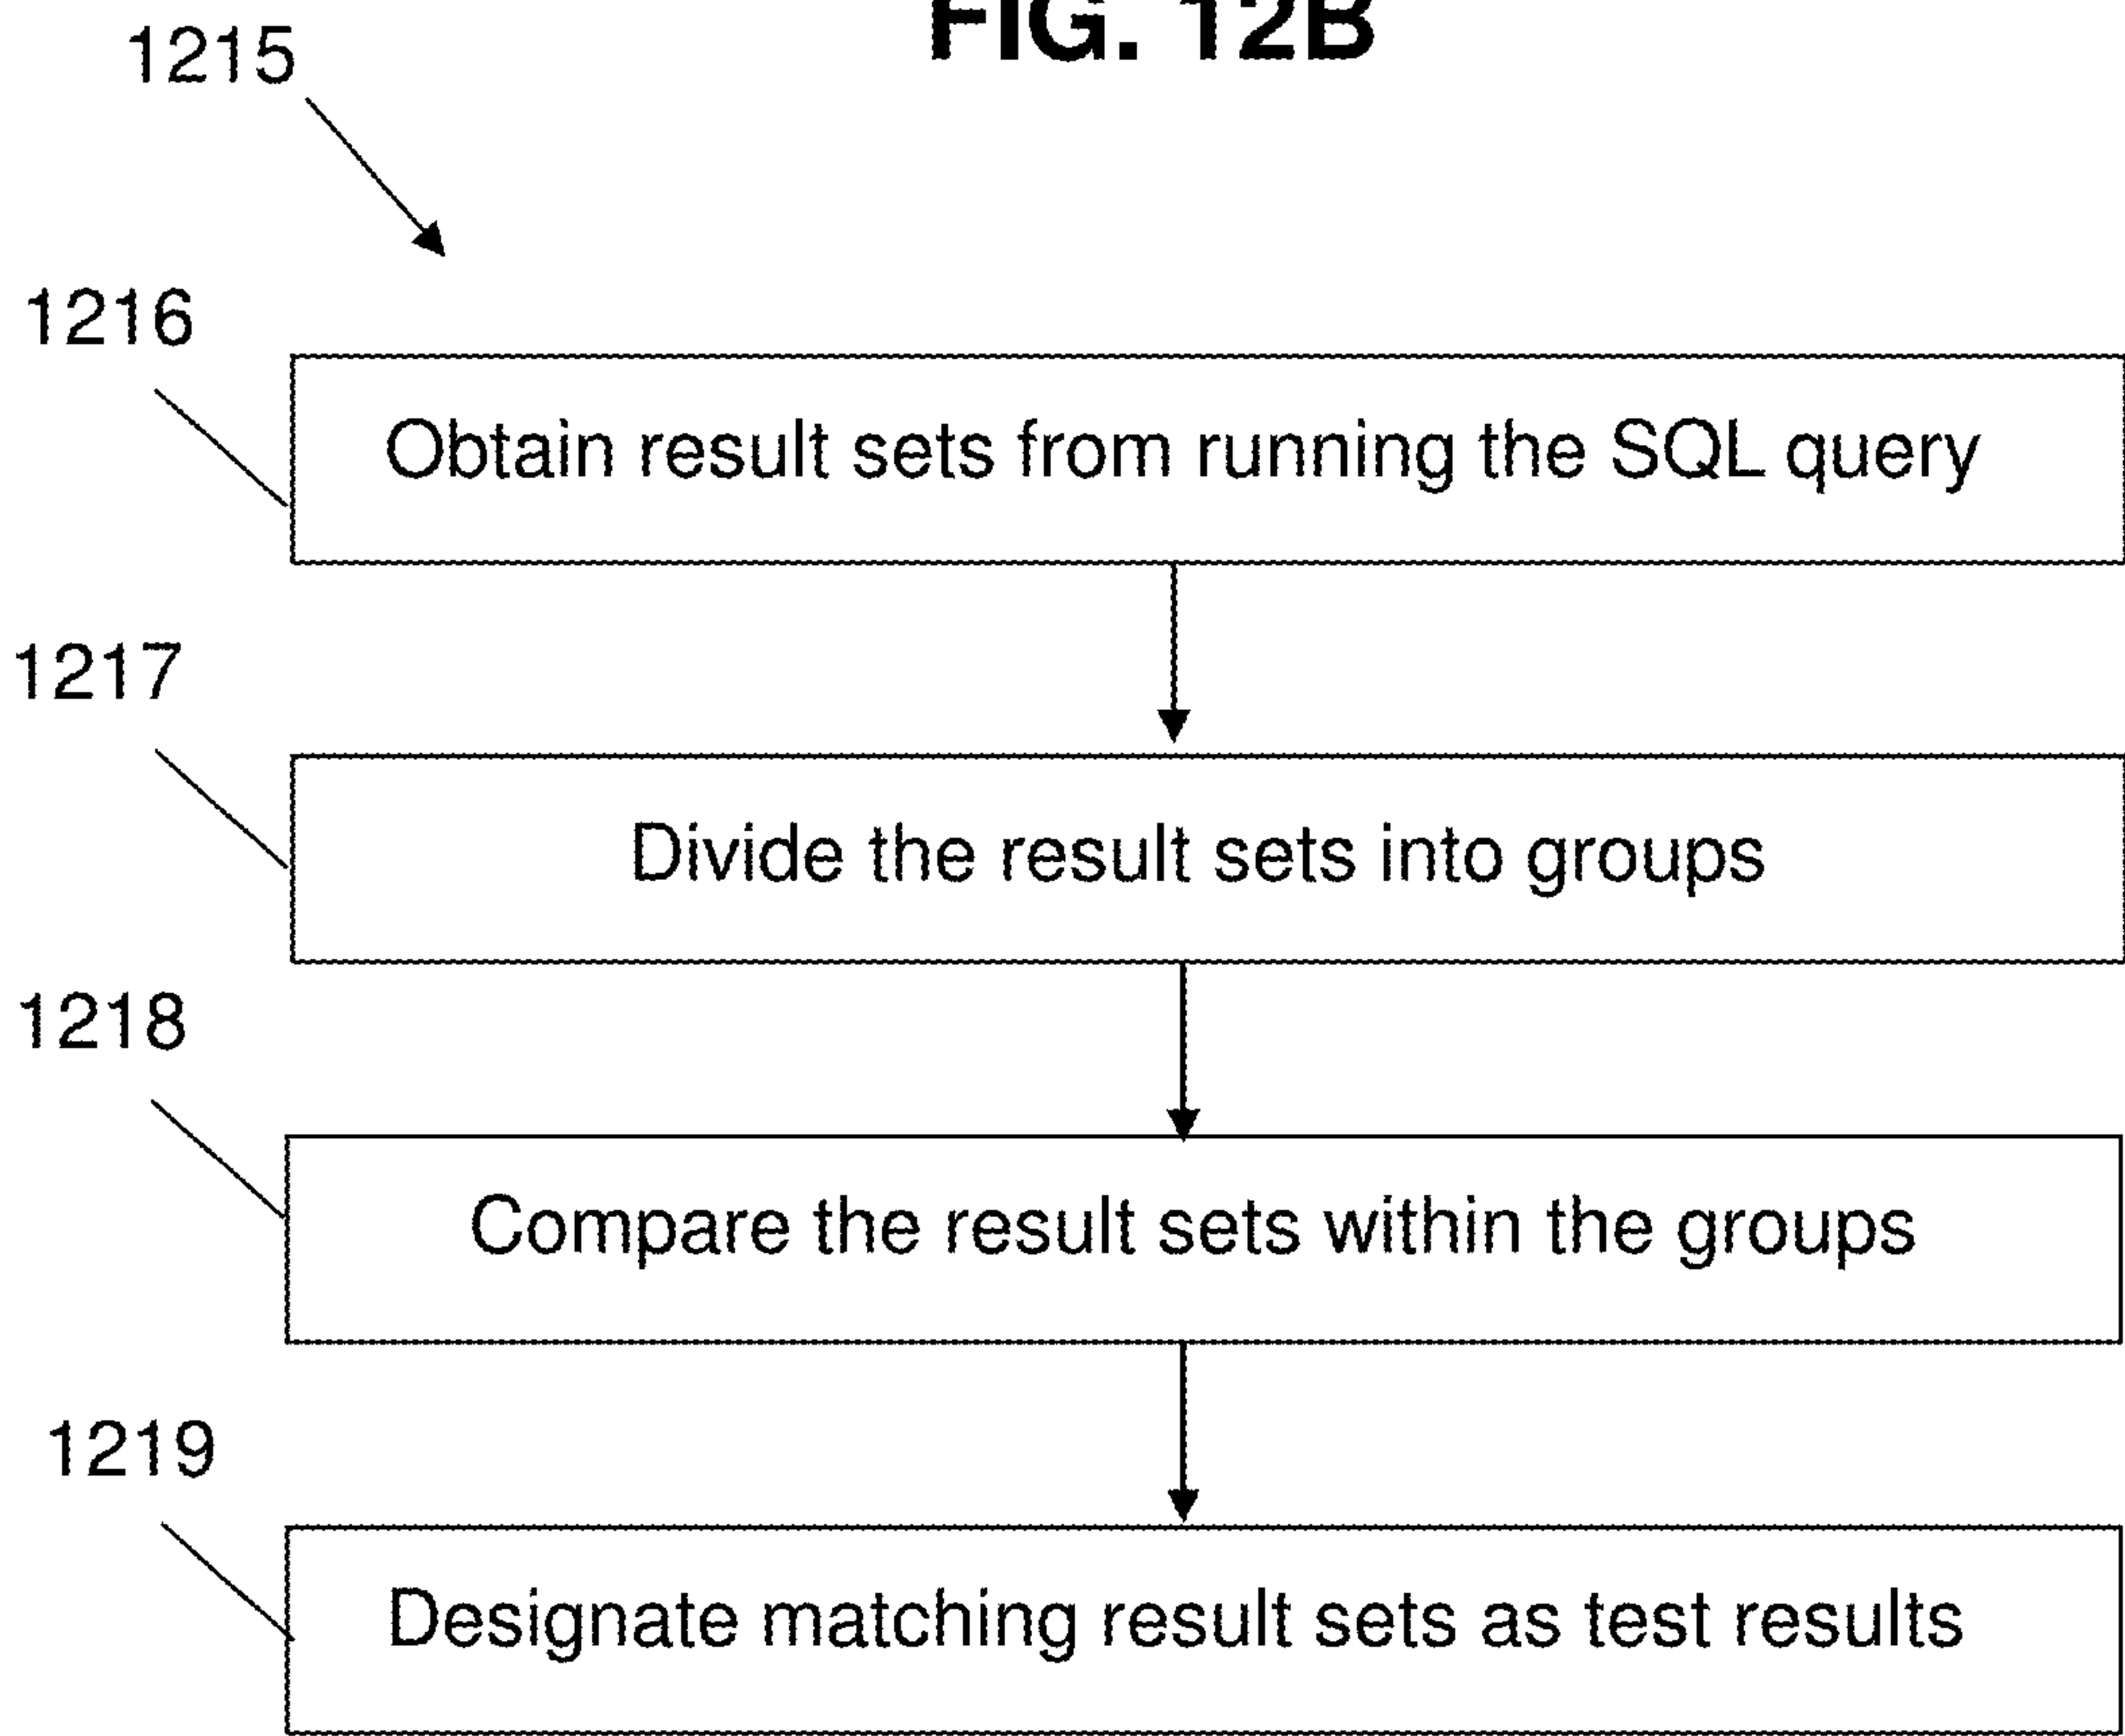 FIG. 12B
1215
1216
Obtain result sets from running the SQL query
1217
Divide the result sets into groups
1218
Compare the result sets within the groups
1219
Designate matching result sets as test results